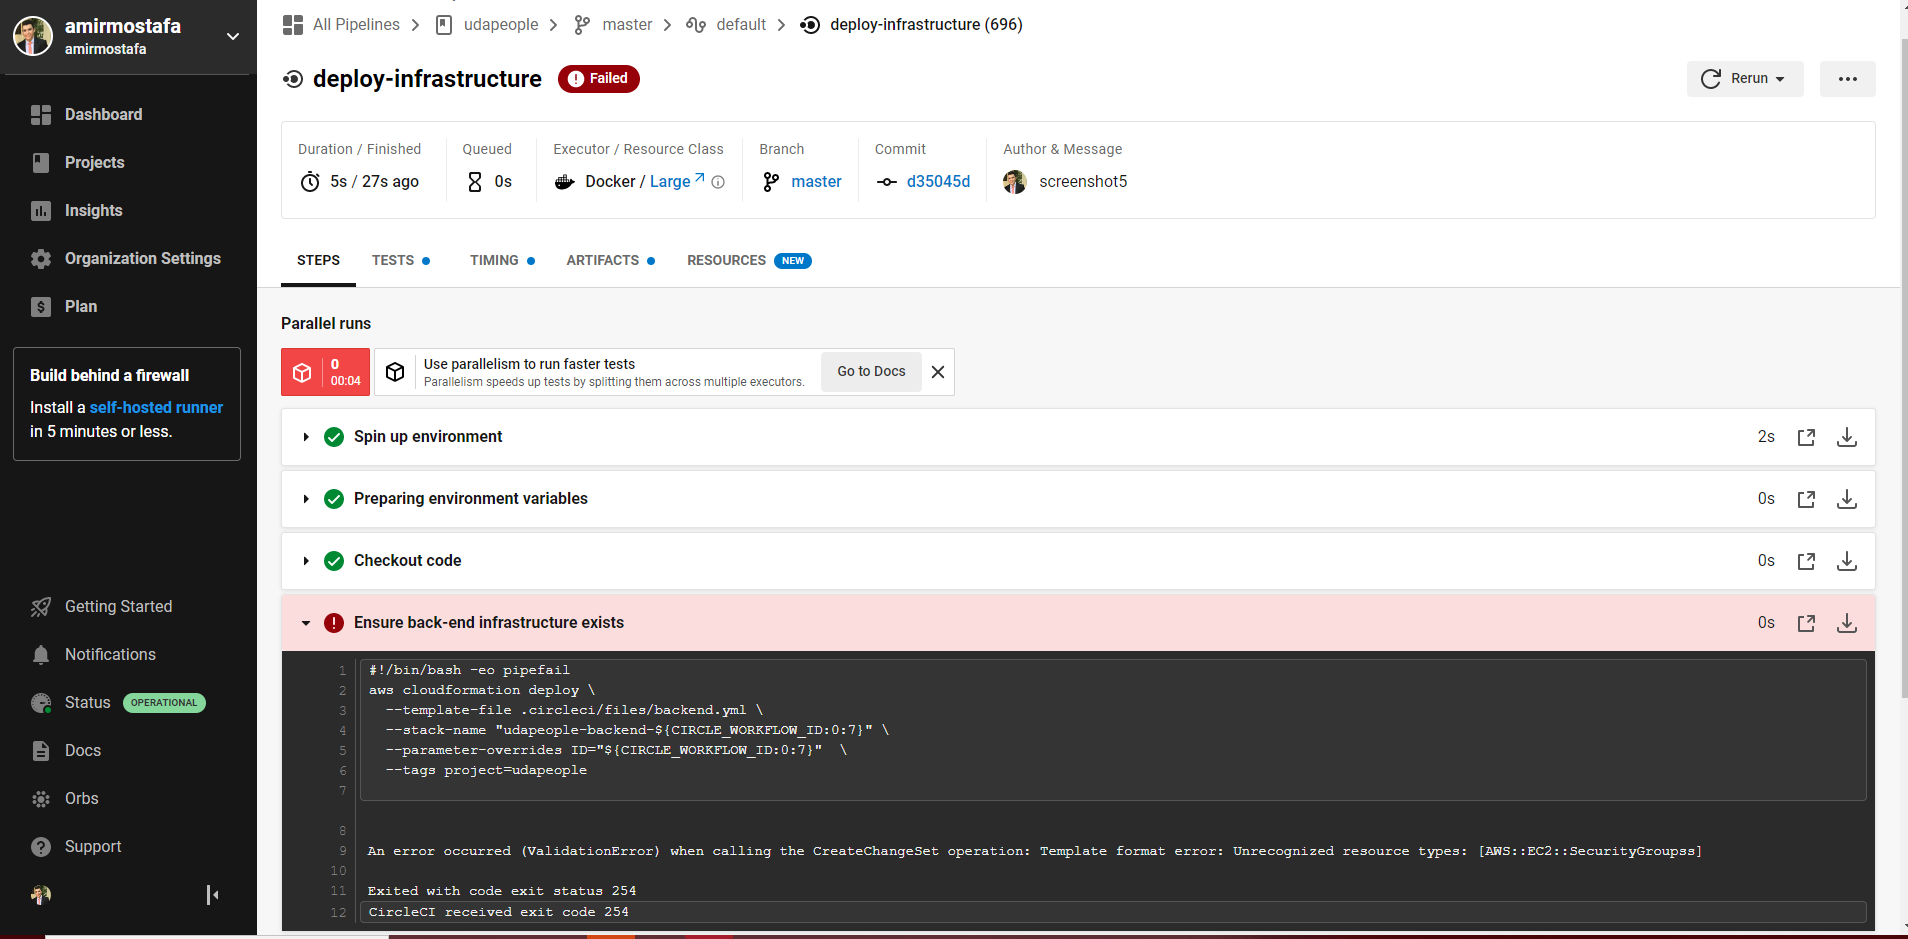 amirmostafa
amirmostafa
Dashboard
Projects
Insights
Organization Settings
Plan
Build behind a firewall
Install a self-hosted runner
in 5 minutes or less.
Getting Started
Notifications
Status OPERATIONAL
Docs
Orbs
Support
All Pipelines udapeople master default deploy-infrastructure (696)
deploy-infrastructure Failed
Rerun
Duration / Finished Queued Executor / Resource Class Branch Commit Author & Message
5s / 27s ago 0s Docker / Large master d35045d screenshot5
STEPS TESTS TIMING ARTIFACTS RESOURCES NEW
Parallel runs
0
00:04
Use parallelism to run faster tests
Parallelism speeds up tests by splitting them across multiple executors.
Go to Docs
Spin up environment 2s
Preparing environment variables 0s
Checkout code 0s
Ensure back-end infrastructure exists 0s
1 #!/bin/bash -eo pipefail
2 aws cloudformation deploy \
3 --template-file .circleci/files/backend.yml \
4 --stack-name "udapeople-backend-${CIRCLE_WORKFLOW_ID:0:7}" \
5 --parameter-overrides ID="${CIRCLE_WORKFLOW_ID:0:7}" \
6 --tags project=udapeople
7
8
9 An error occurred (ValidationError) when calling the CreateChangeSet operation: Template format error: Unrecognized resource types: [AWS::EC2::SecurityGroupss]
10
11 Exited with code exit status 254
12 CircleCI received exit code 254